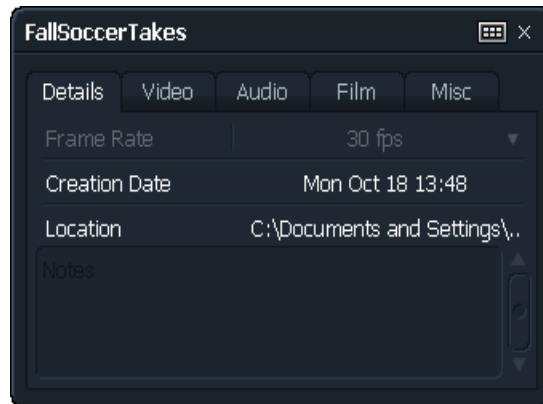 FallSoccerTakes
Details Video Audio Film Misc
Frame Rate 30 fps
Creation Date Mon Oct 18 13:48
Location C:\Documents and Settings\..
Notes